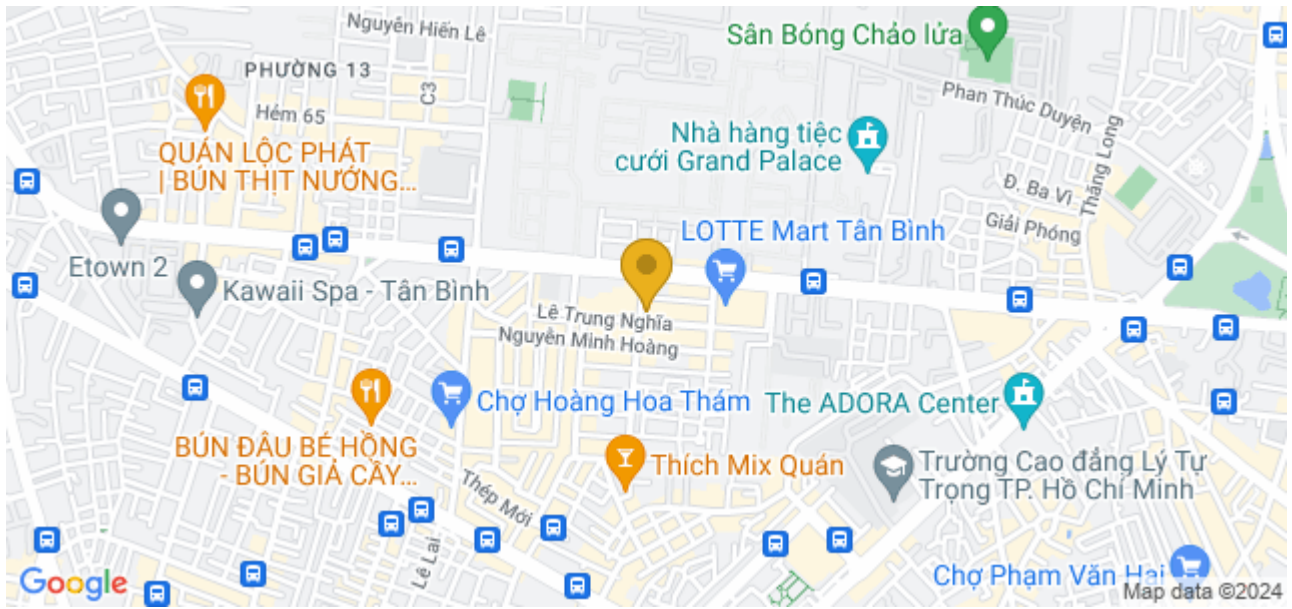 Nguyễn Hiến Lê
Sân Bóng Chảo lửa
PHƯỜNG 13
C3
Hẻm 65
Phan Thúc Duyện
Nhà hàng tiệc
cưới Grand Palace
Thăng Long
QUÁN LỘC PHÁT
| BÚN THỊT NƯỚNG...
Đ. Ba Vì
Giải Phóng
LOTTE Mart Tân Bình
Etown 2
Kawaii Spa - Tân Bình
Lê Trung Nghĩa
Nguyễn Minh Hoàng
Chợ Hoàng Hoa Thám
The ADORA Center
BÚN ĐẬU BÉ HỒNG
- BÚN GIẢ CẦY...
Thích Mix Quán
Trường Cao đẳng Lý Tự
Trọng TP. Hồ Chí Minh
Thép Mới
Lê Lai
Chợ Phạm Văn Hai
Google
Map data ©2024